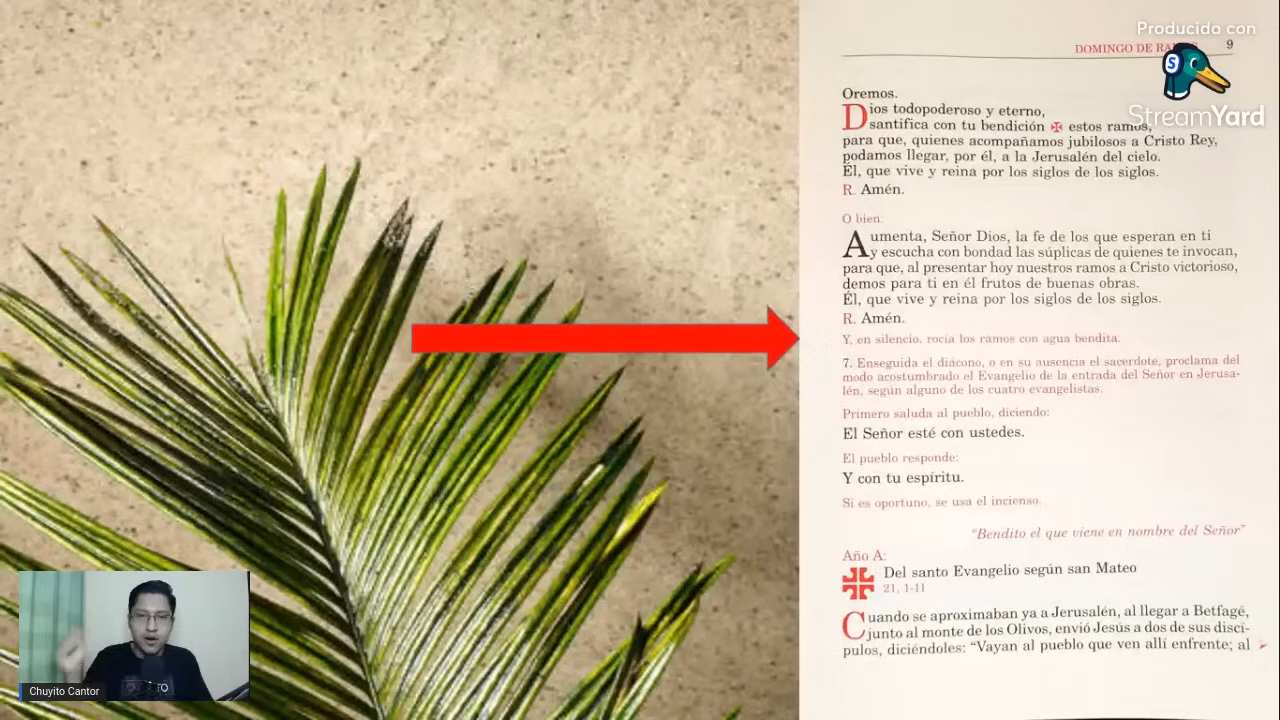 Producido con
StreamYard
DOMINGO DE RA
9
Oremos.
Dios todopoderoso y eterno,
santifica con tu bendición ✠ estos ramos,
para que, quienes acompañamos jubilosos a Cristo Rey,
podamos llegar, por él, a la Jerusalén del cielo.
Él, que vive y reina por los siglos de los siglos.
R. Amén.
O bien:
Aumenta, Señor Dios, la fe de los que esperan en ti
y escucha con bondad las súplicas de quienes te invocan,
para que, al presentar hoy nuestros ramos a Cristo victorioso,
demos para ti en él frutos de buenas obras.
Él, que vive y reina por los siglos de los siglos.
R. Amén.
Y, en silencio, rocía los ramos con agua bendita.
7. Enseguida el diácono, o en su ausencia el sacerdote, proclama del
modo acostumbrado el Evangelio de la entrada del Señor en Jerusa-
lén, según alguno de los cuatro evangelistas.
Primero saluda al pueblo, diciendo:
El Señor esté con ustedes.
El pueblo responde:
Y con tu espíritu.
Si es oportuno, se usa el incienso.
“Bendito el que viene en nombre del Señor”
Año A:
Del santo Evangelio según san Mateo
21, 1-11
Cuando se aproximaban ya a Jerusalén, al llegar a Betfagé,
junto al monte de los Olivos, envió Jesús a dos de sus discí-
pulos, diciéndoles: “Vayan al pueblo que ven allí enfrente; al
Chuyito Cantor